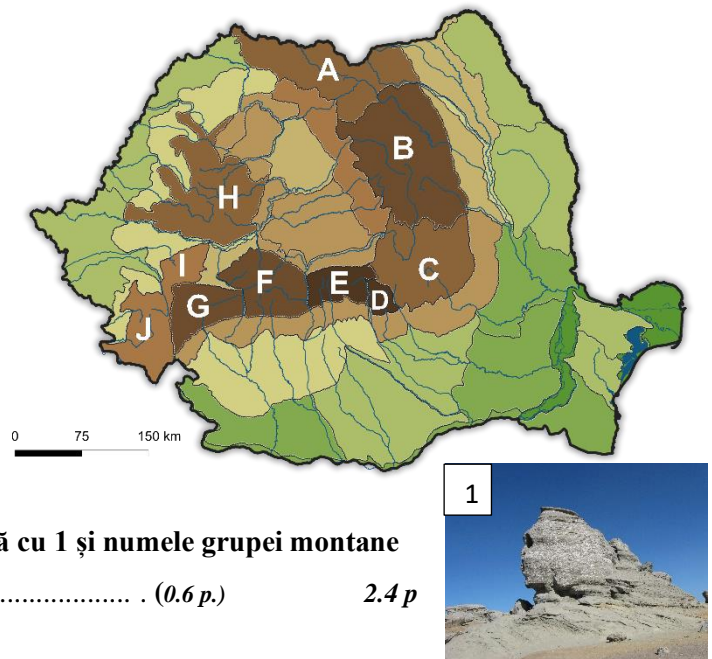 A
B
H
C
I
F
E
D
G
J
0 75 150 km
1
ă cu 1 și numele grupei montane
.................. . (0.6 p.) 2.4 p